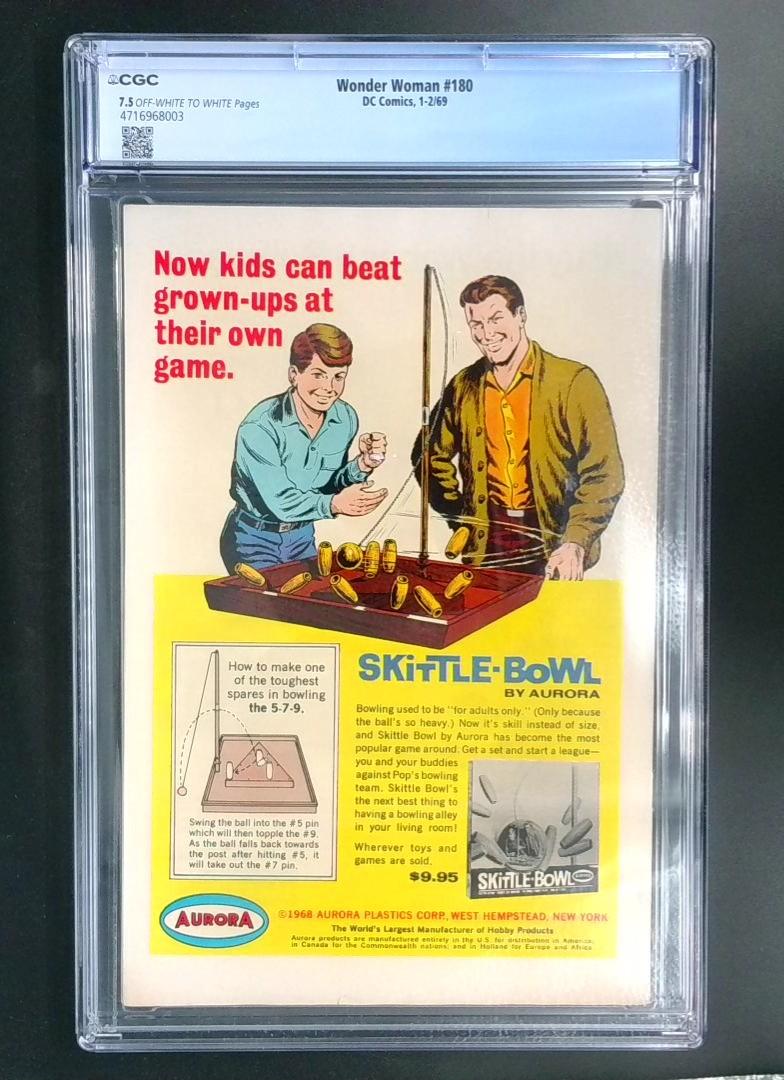 CGC
Wonder Woman #180
DC Comics, 1-2/69
7.5 OFF-WHITE TO WHITE Pages
4716968003
Now kids can beat
grown-ups at
their own
game.
How to make one
of the toughest
spares in bowling
the 5-7-9.
Swing the ball into the #5 pin
which will then topple the #9.
As the ball falls back towards
the post after hitting #5, it
will take out the #7 pin.
SKiTTLE-BoWL
BY AURORA
Bowling used to be "for adults only." (Only because
the ball's so heavy.) Now it's skill instead of size,
and Skittle Bowl by Aurora has become the most
popular game around. Get a set and start a league—
you and your buddies
against Pop's bowling
team. Skittle Bowl's
the next best thing to
having a bowling alley
in your living room!
Wherever toys and
games are sold.
$9.95
SKiTTLE-BoWL
AURORA
©1968 AURORA PLASTICS CORP., WEST HEMPSTEAD, NEW YORK
The World's Largest Manufacturer of Hobby Products
Aurora products are manufactured entirely in the U.S. for distribution in America;
in Canada for the Commonwealth nations; and in Holland for Europe and Africa.